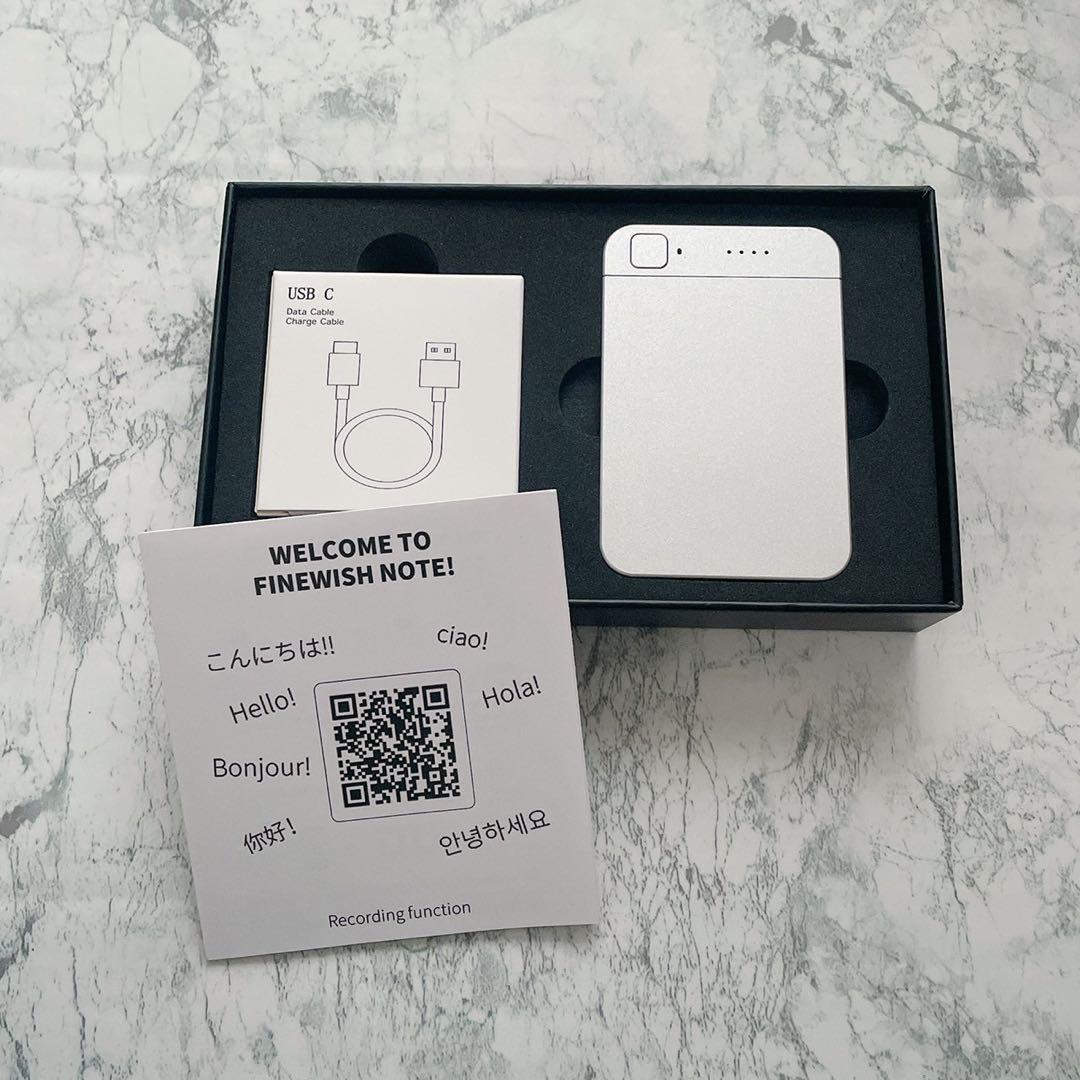 USB C
Data Cable
Charge Cable
WELCOME TO
FINEWISH NOTE!
こんにちは!!
ciao!
Hello!
Hola!
Bonjour!
你好!
안녕하세요
Recording function